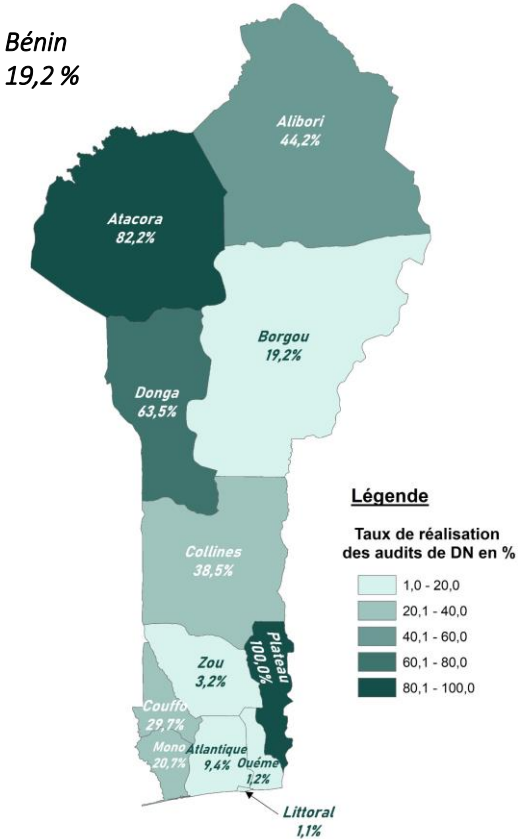 Bénin
19,2 %
Alibori
44,2%
Atacora
82,2%
Borgou
19,2%
Donga
63,5%
Collines
38,5%
Plateau
100,0%
Zou
3,2%
Couffo
29,7%
Mono
20,7%
Atlantique
9,4%
Ouémé
1,2%
Littoral
1,1%
Légende
Taux de réalisation
des audits de DN en %
1,0 - 20,0
20,1 - 40,0
40,1 - 60,0
60,1 - 80,0
80,1 - 100,0